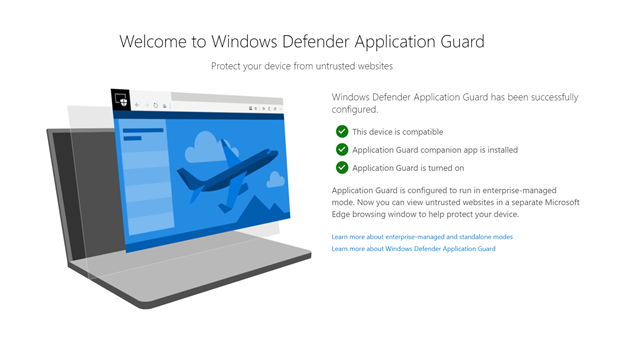 Welcome to Windows Defender Application Guard
Protect your device from untrusted websites
Windows Defender Application Guard has been successfully
configured.
This device is compatible
Application Guard companion app is installed
Application Guard is turned on
Application Guard is configured to run in enterprise-managed
mode. Now you can view untrusted websites in a separate Microsoft
Edge browsing window to help protect your device.
Learn more about enterprise-managed and standalone modes
Learn more about Windows Defender Application Guard